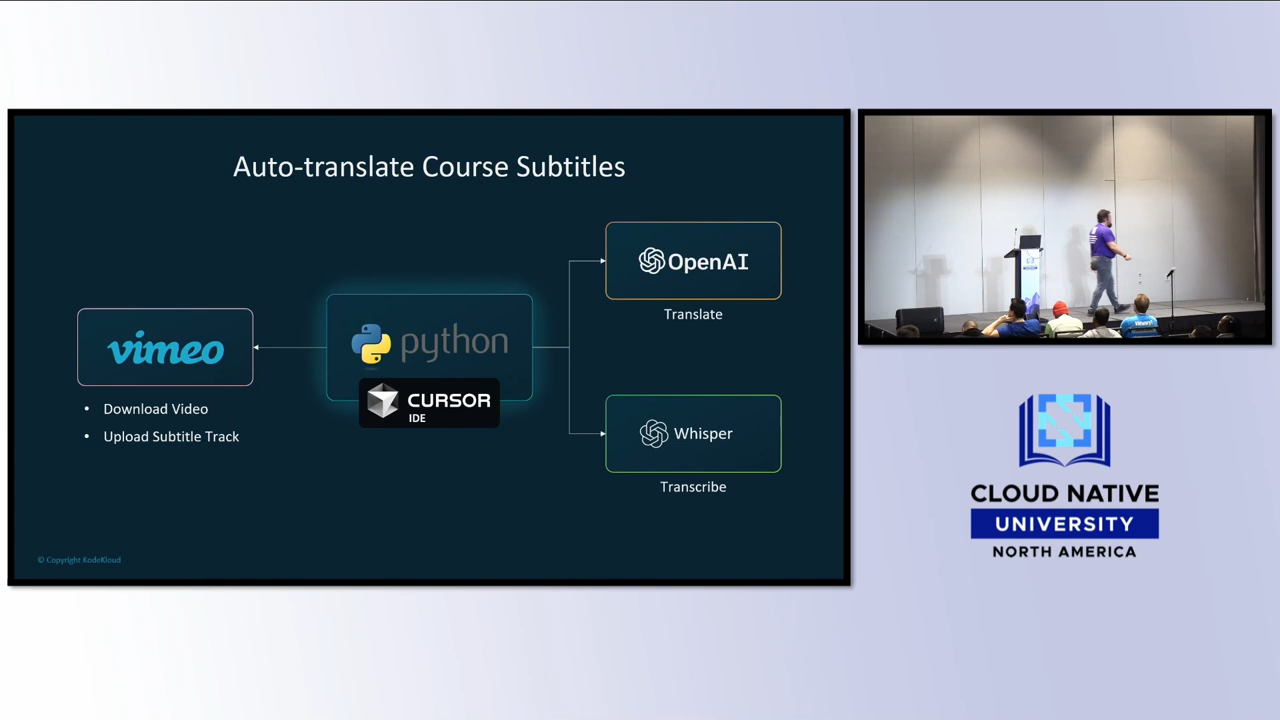 Auto-translate Course Subtitles
vimeo
• Download Video
• Upload Subtitle Track
python
CURSOR
IDE
OpenAI
Translate
Whisper
Transcribe
© Copyright KodeKloud
CLOUD NATIVE
UNIVERSITY
NORTH AMERICA